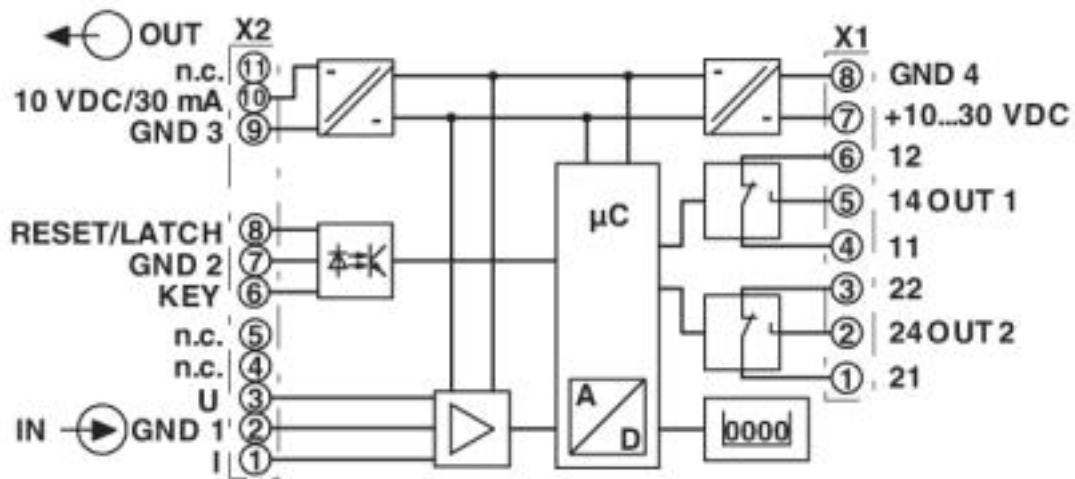 OUT X2 X1
n.c. 11 8 GND 4
10 VDC/30 mA 10 7 +10...30 VDC
GND 3 9 6 12
RESET/LATCH 8 µC 5 14 OUT 1
GND 2 7 4 11
KEY 6 3 22
n.c. 5 2 24 OUT 2
n.c. 4 1 21
U 3 A
IN GND 1 2 D 0000
I 1